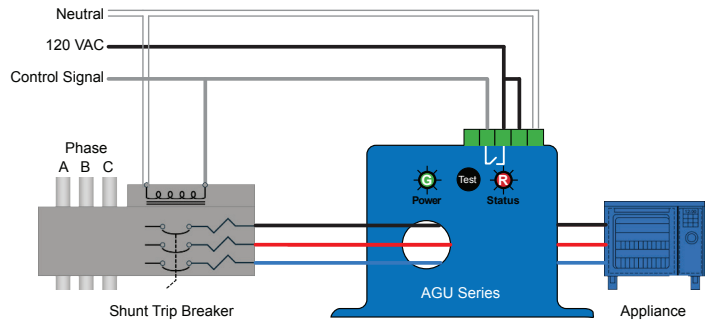 Neutral
120 VAC
Control Signal
Phase
A B C
G
Test
R
Power
Status
AGU Series
Shunt Trip Breaker
Appliance